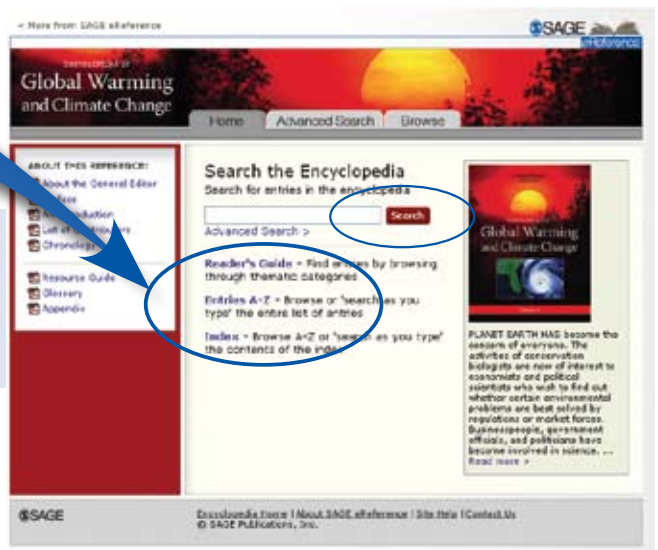 « More from SAGE eReference
SAGE
eReference
ENCYCLOPEDIA OF
Global Warming
and Climate Change
Home Advanced Search Browse
ABOUT THIS REFERENCE:
About the General Editor
List of
Chronology
Resource Guide
Glossary
Appendix
Search the Encyclopedia
Search for entries in the encyclopedia
Search
Advanced Search >
Reader's Guide - Find entries by browsing
through thematic categories
Entries A-Z - Browse or 'search as you
type' the entire list of entries
Index - Browse A-Z or 'search as you type'
the contents of the index
Global Warming
and Climate Change
PLANET EARTH HAS become the
concern of everyone. The
activities of conservation
biologists are now of interest to
economists and political
scientists who wish to find out
whether certain environmental
problems are best solved by
regulations or market forces.
Businesspeople, government
officials, and politicians have
become involved in science. ...
Read more >
SAGE
Encyclopedia Home | About SAGE eReference | Site Help | Contact Us
© SAGE Publications, Inc.